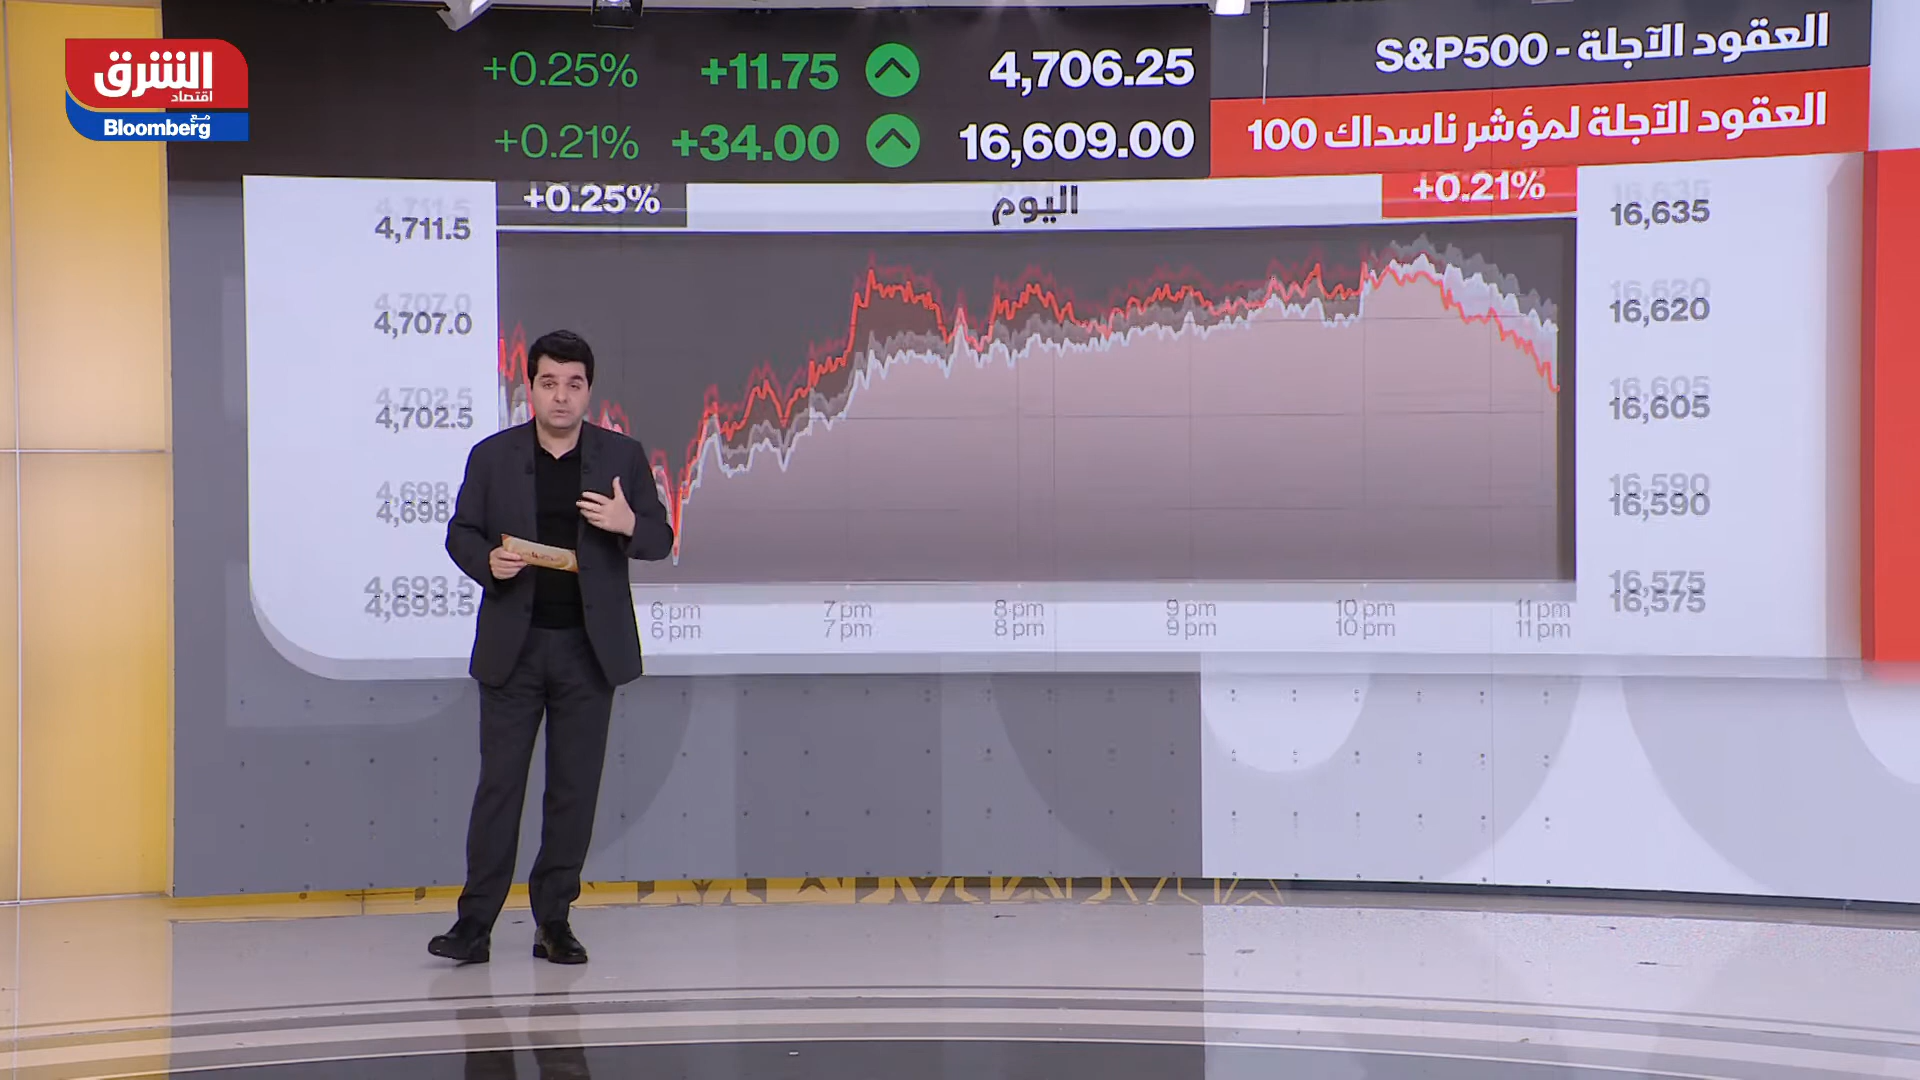 الشرق
اقتصاد
مع
Bloomberg
العقود الآجلة - S&P500
4,706.25 +11.75 +0.25%
العقود الآجلة لمؤشر ناسداك 100
16,609.00 +34.00 +0.21%
+0.25%
اليوم
+0.21%
4,711.5
4,707.0
4,702.5
4,698
4,693.5
16,635
16,620
16,605
16,590
16,575
6 pm 7 pm 8 pm 9 pm 10 pm 11 pm